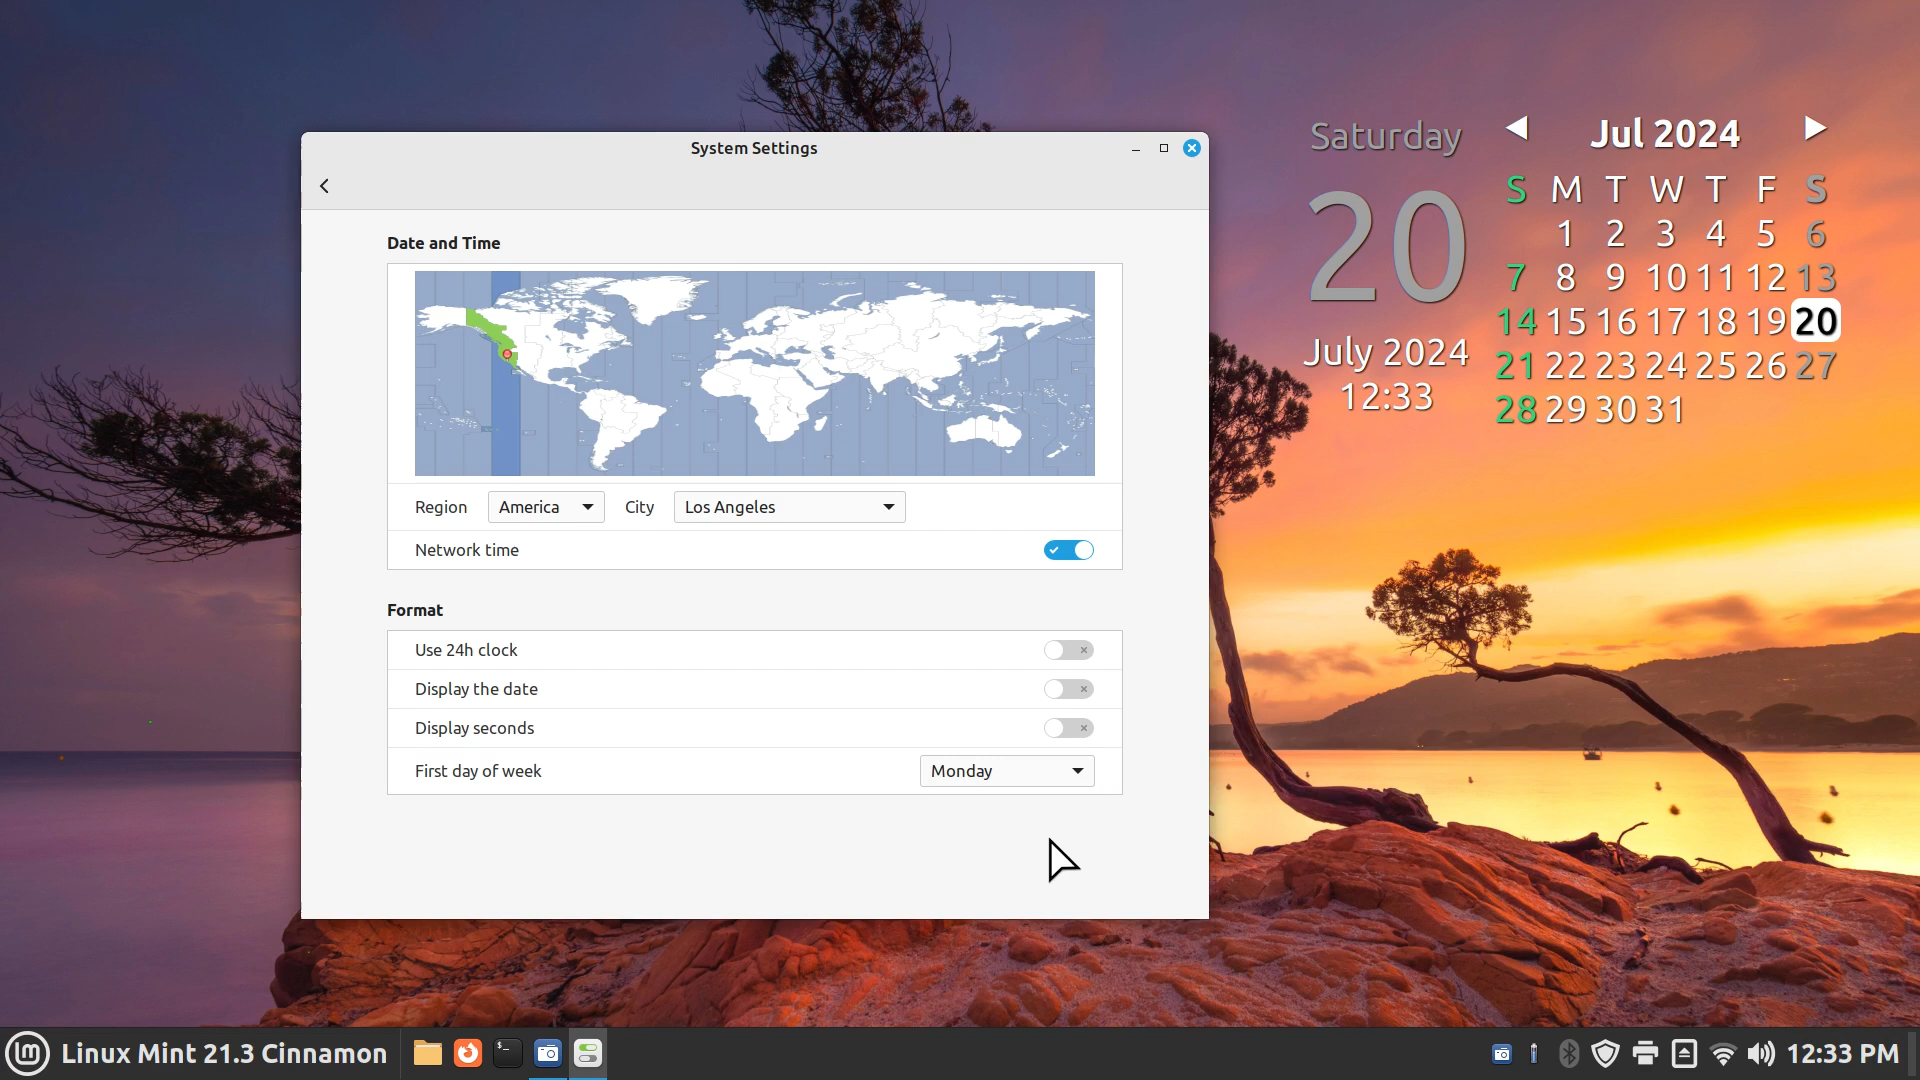 System Settings
Date and Time
Region America City Los Angeles
Network time
Format
Use 24h clock
Display the date
Display seconds
First day of week Monday
Saturday
20
July 2024
12:33
Jul 2024
S M T W T F S
1 2 3 4 5 6
7 8 9 10 11 12 13
14 15 16 17 18 19 20
21 22 23 24 25 26 27
28 29 30 31
Linux Mint 21.3 Cinnamon
12:33 PM